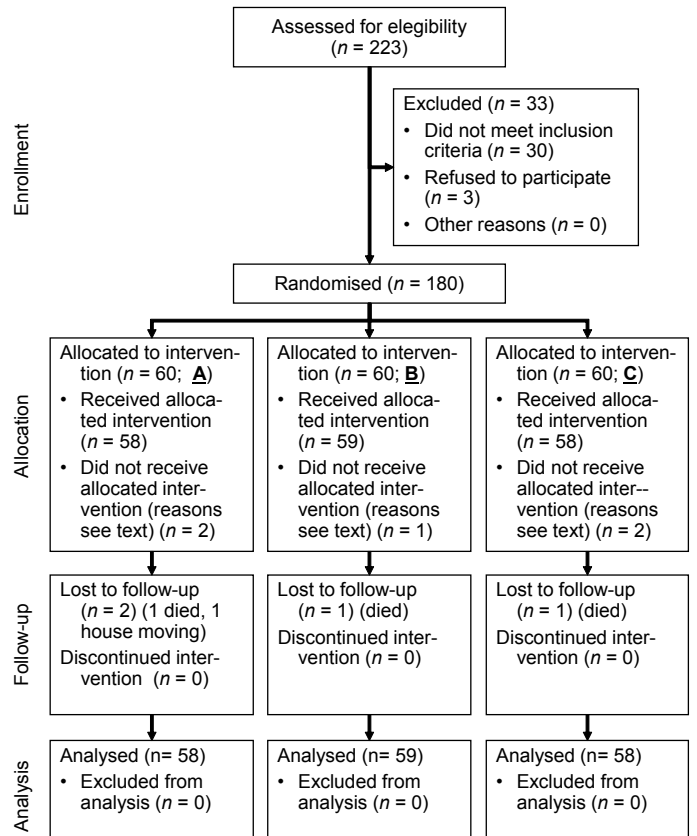 Assessed for elegibility
(n = 223)
Enrollment
Excluded (n = 33)
• Did not meet inclusion
criteria (n = 30)
• Refused to participate
(n = 3)
• Other reasons (n = 0)
Randomised (n = 180)
Allocation
Allocated to interven-
tion (n = 60; A)
• Received alloca-
ted intervention
(n = 58)
• Did not receive
allocated inter-
vention (reasons
see text) (n = 2)
Allocated to interven-
tion (n = 60; B)
• Received alloca-
ted intervention
(n = 59)
• Did not receive
allocated inter-
vention (reasons
see text) (n = 1)
Allocated to interven-
tion (n = 60; C)
• Received alloca-
ted intervention
(n = 58)
• Did not receive
allocated inter--
vention (reasons
see text) (n = 2)
Follow-up
Lost to follow-up
(n = 2) (1 died, 1
house moving)
Discontinued inter-
vention (n = 0)
Lost to follow-up
(n = 1) (died)
Discontinued inter-
vention (n = 0)
Lost to follow-up
(n = 1) (died)
Discontinued inter-
vention (n = 0)
Analysis
Analysed (n= 58)
• Excluded from
analysis (n = 0)
Analysed (n= 59)
• Excluded from
analysis (n = 0)
Analysed (n= 58)
• Excluded from
analysis (n = 0)